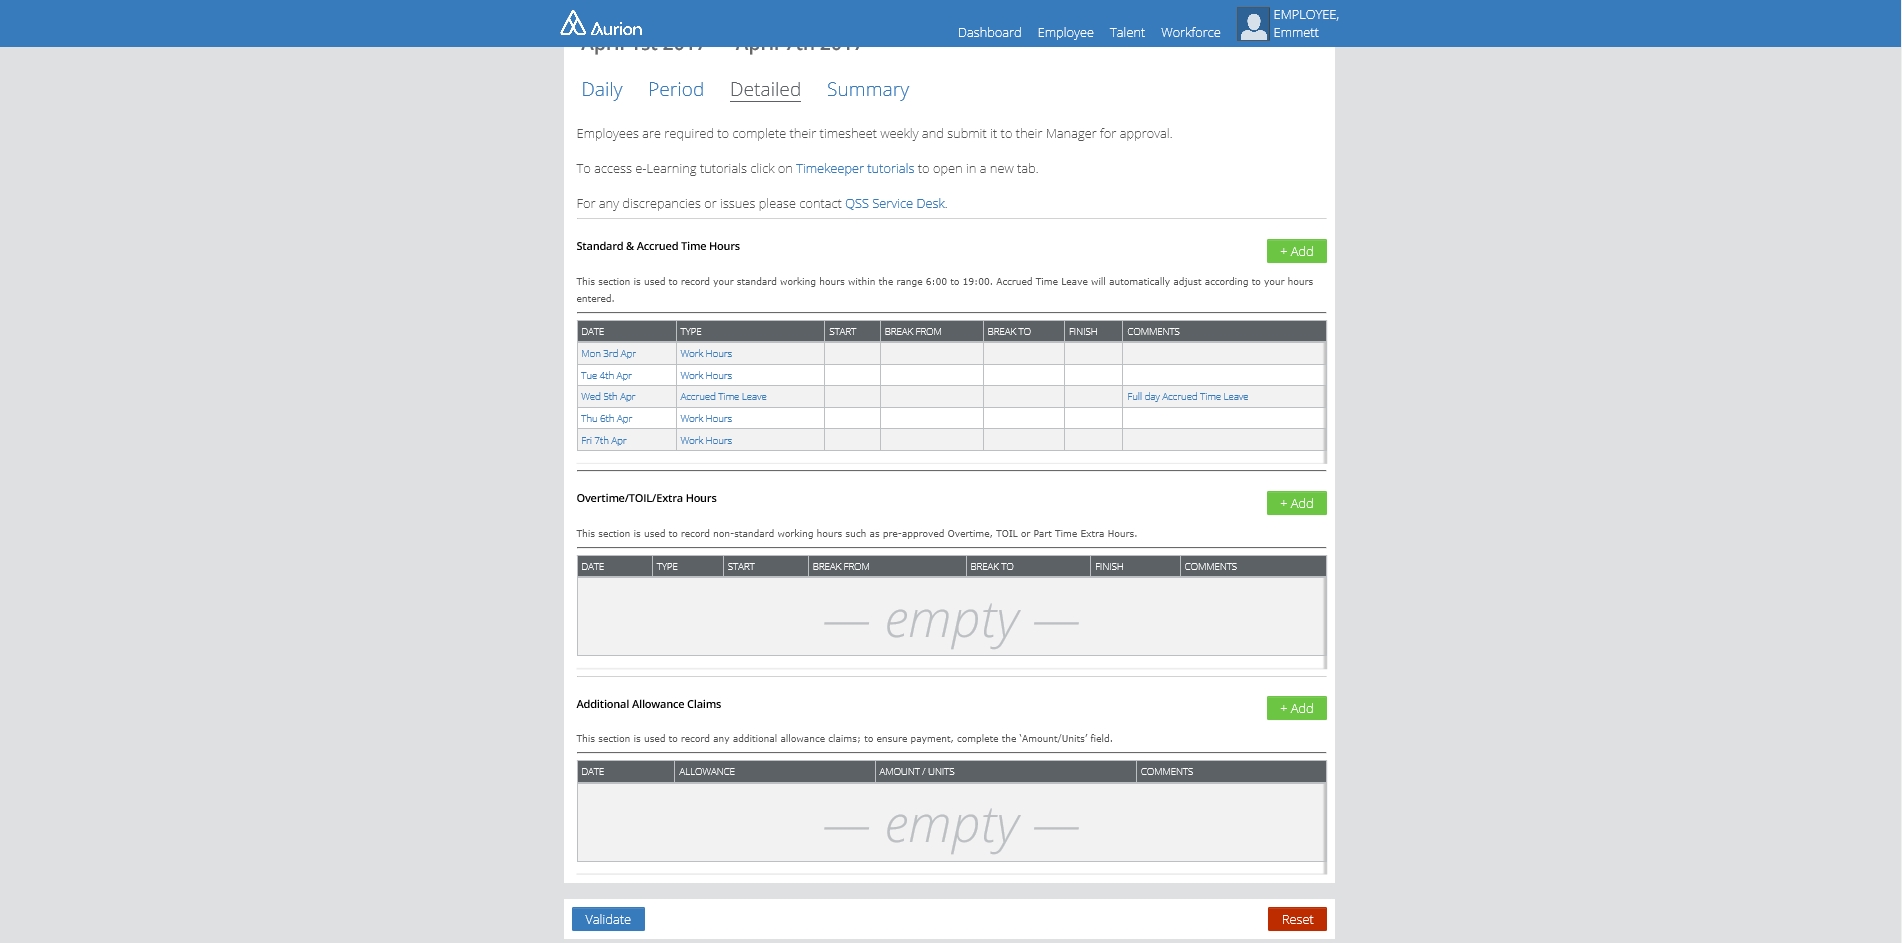 Aurion
Dashboard Employee Talent Workforce
EMPLOYEE,
Emmett
April 1st 2017 — April 7th 2017
Daily Period Detailed Summary
Employees are required to complete their timesheet weekly and submit it to their Manager for approval.
To access e-Learning tutorials click on Timekeeper tutorials to open in a new tab.
For any discrepancies or issues please contact QSS Service Desk.
Standard & Accrued Time Hours
+ Add
This section is used to record your standard working hours within the range 6:00 to 19:00. Accrued Time Leave will automatically adjust according to your hours
entered.
DATE TYPE START BREAK FROM BREAK TO FINISH COMMENTS
Mon 3rd Apr Work Hours
Tue 4th Apr Work Hours
Wed 5th Apr Accrued Time Leave Full day Accrued Time Leave
Thu 6th Apr Work Hours
Fri 7th Apr Work Hours
Overtime/TOIL/Extra Hours
+ Add
This section is used to record non-standard working hours such as pre-approved Overtime, TOIL or Part Time Extra Hours.
DATE TYPE START BREAK FROM BREAK TO FINISH COMMENTS
— empty —
Additional Allowance Claims
+ Add
This section is used to record any additional allowance claims; to ensure payment, complete the 'Amount/Units' field.
DATE ALLOWANCE AMOUNT / UNITS COMMENTS
— empty —
Validate
Reset